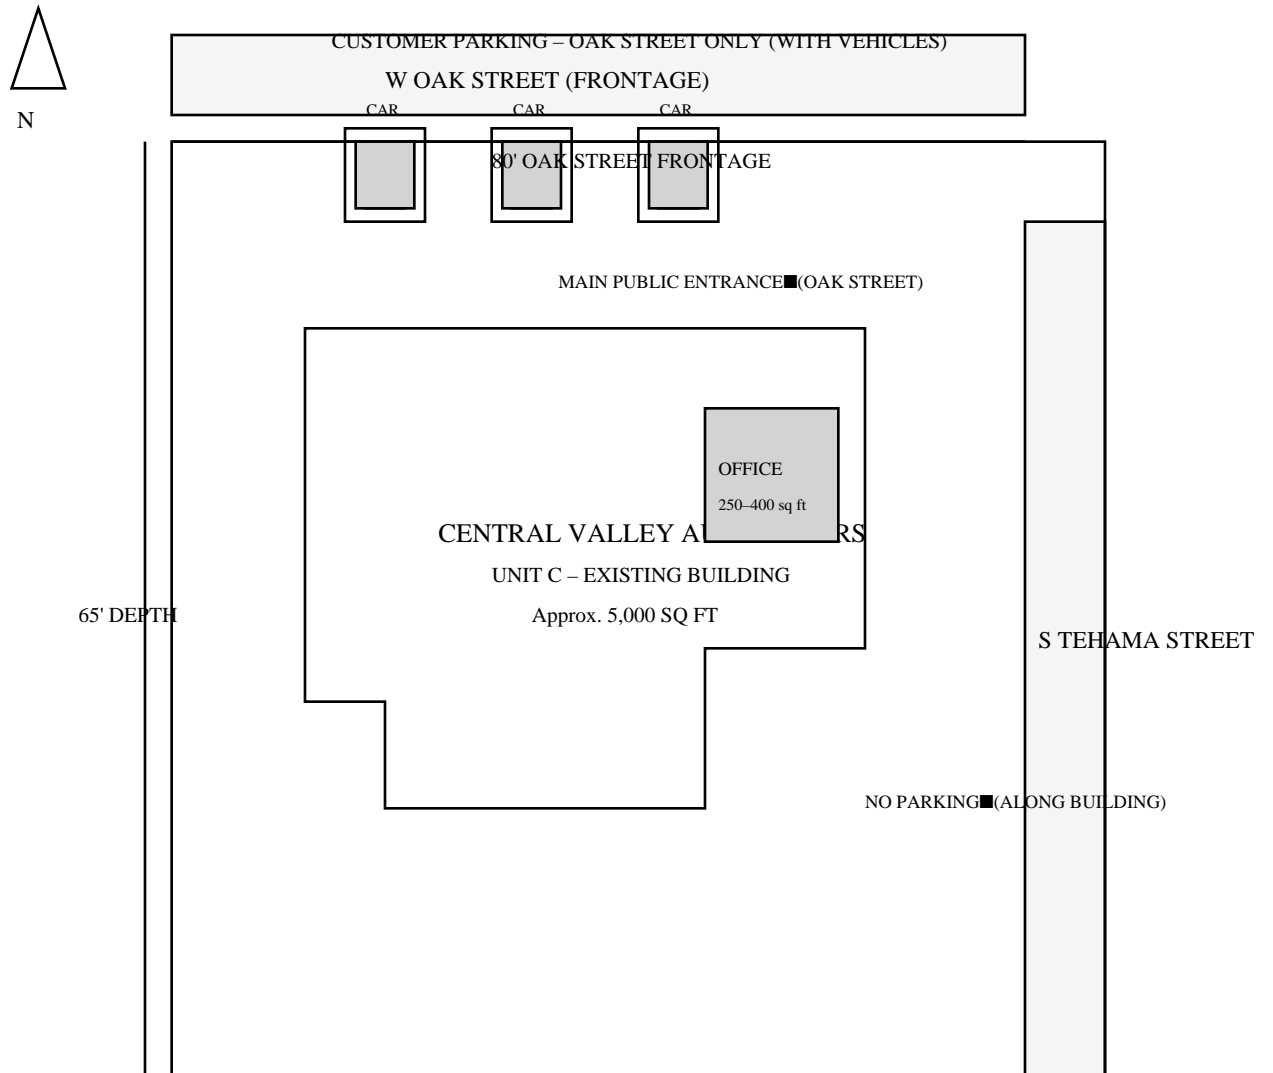 CUSTOMER PARKING – OAK STREET ONLY (WITH VEHICLES)
W OAK STREET (FRONTAGE)
N
CAR
CAR
CAR
80' OAK STREET FRONTAGE
MAIN PUBLIC ENTRANCE■(OAK STREET)
OFFICE
250–400 sq ft
CENTRAL VALLEY
UNIT C – EXISTING BUILDING
65' DEPTH
Approx. 5,000 SQ FT
S TEHAMA STREET
NO PARKING■(ALONG BUILDING)